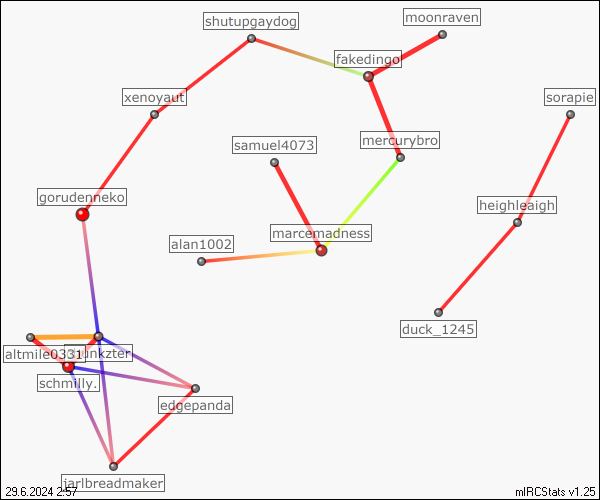 moonraven
shutupgaydog
fakedingo
xenoyaut
sorapie
mercurybro
samuel4073
gorudenneko
heighleaigh
marcemadness
alan1002
duck_1245
altmile0331
schmilly.
edgepanda
jarlbreadmaker
29.6.2024 2:57
mIRCStats v1.25